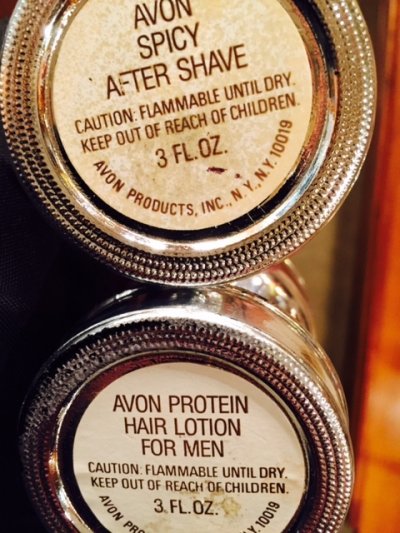 AVON
SPICY
AFTER SHAVE
CAUTION: FLAMMABLE UNTIL DRY.
KEEP OUT OF REACH OF CHILDREN.
3 FL.OZ.
AVON PRODUCTS, INC., N.Y., N.Y. 10019
AVON PROTEIN
HAIR LOTION
FOR MEN
CAUTION: FLAMMABLE UNTIL DRY.
KEEP OUT OF REACH OF CHILDREN.
3 FL.OZ.
AVON N.Y. 10019